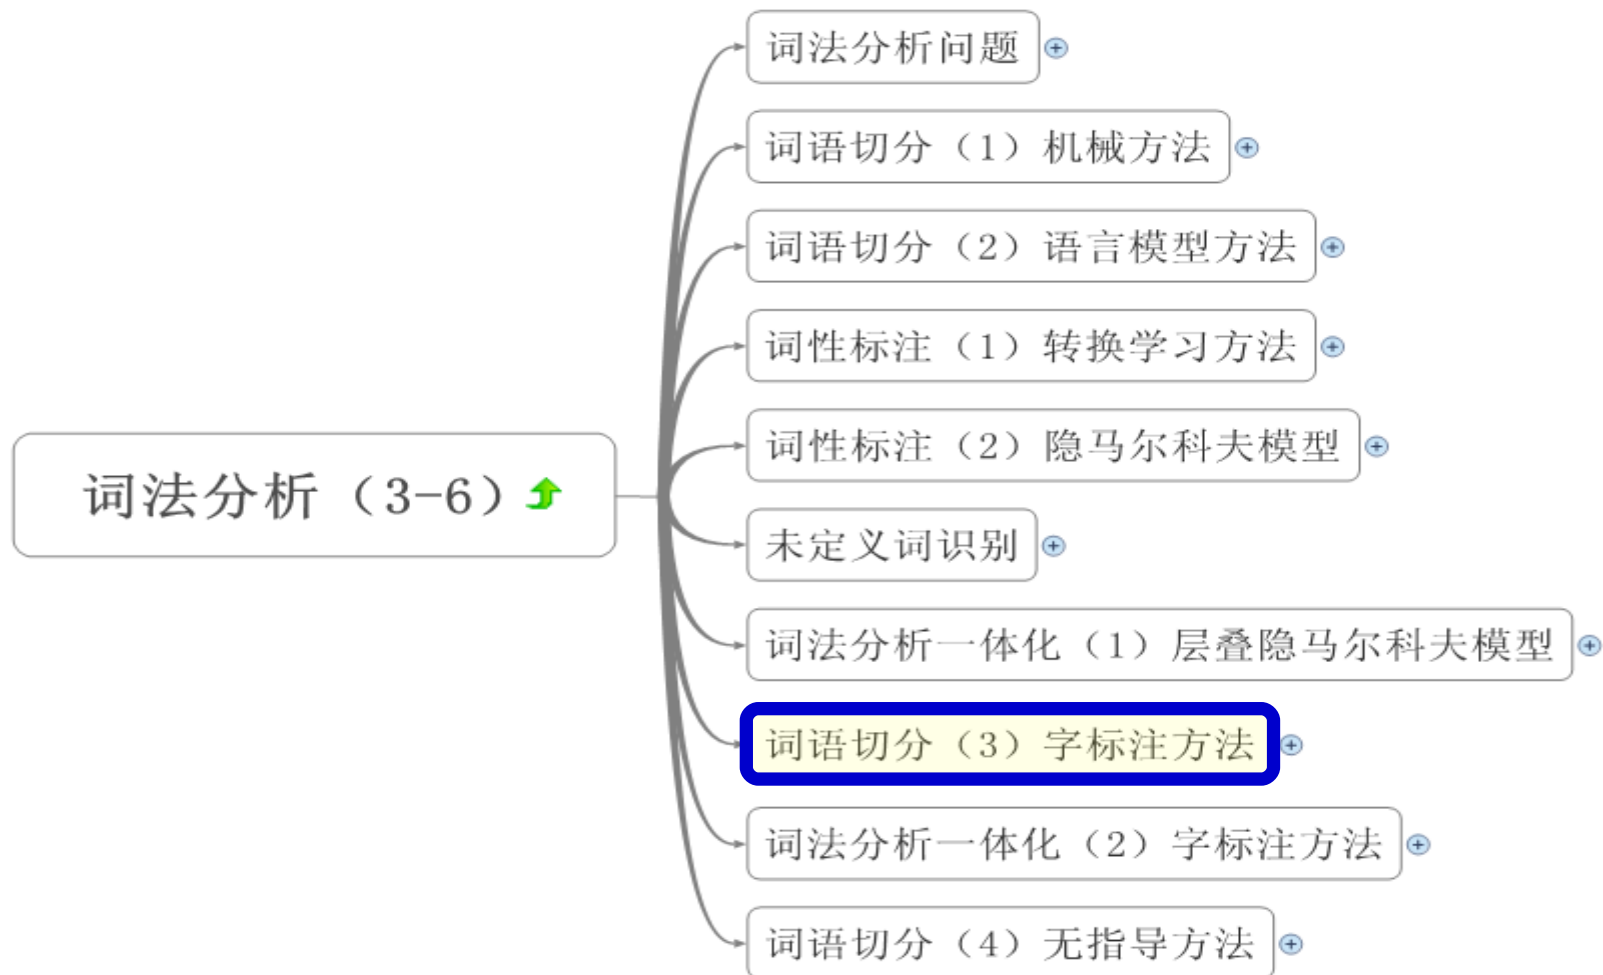 词法分析问题
词语切分（1）机械方法
词语切分（2）语言模型方法
词性标注（1）转换学习方法
词性标注（2）隐马尔科夫模型
词法分析（3-6）
未定义词识别
词法分析一体化（1）层叠隐马尔科夫模型
词语切分（3）字标注方法
词法分析一体化（2）字标注方法
词语切分（4）无指导方法